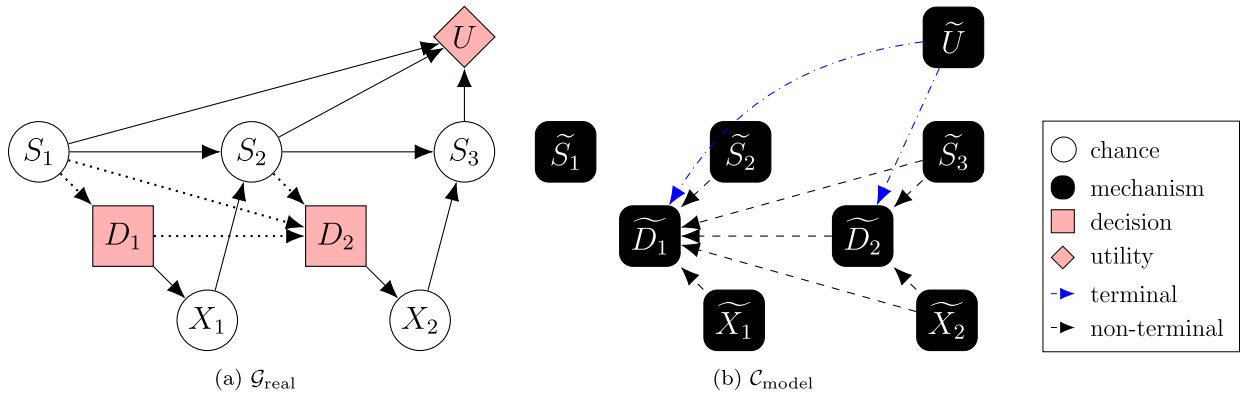 U
S₁
S₂
S₃
D₁
D₂
X₁
X₂
(a) 𝒢real
Ũ
S̃₁
S̃₂
S̃₃
D̃₁
D̃₂
X̃₁
X̃₂
(b) 𝒞model
chance
mechanism
decision
utility
terminal
non-terminal